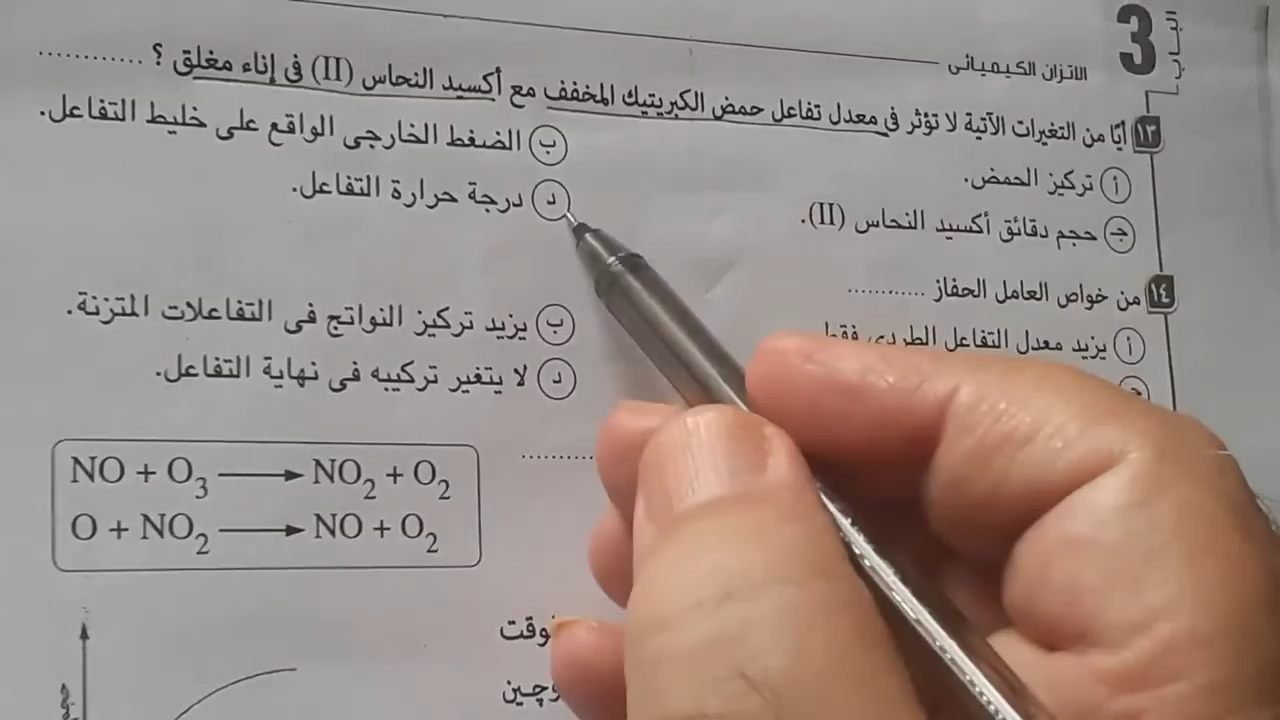 الباب
3
الاتزان الكيميائى
١٣ أيًا من التغيرات الآتية لا تؤثر فى معدل تفاعل حمض الكبريتيك المخفف مع أكسيد النحاس (II) فى إناء مغلق ؟ ............
أ تركيز الحمض.
ب الضغط الخارجى الواقع على خليط التفاعل.
جـ حجم دقائق أكسيد النحاس (II).
د درجة حرارة التفاعل.
١٤ من خواص العامل الحفاز ............
أ يزيد معدل التفاعل الطردى فقط
ب يزيد تركيز النواتج فى التفاعلات المتزنة.
د لا يتغير تركيبه فى نهاية التفاعل.
............
NO + O₃ ⟶ NO₂ + O₂
O + NO₂ ⟶ NO + O₂